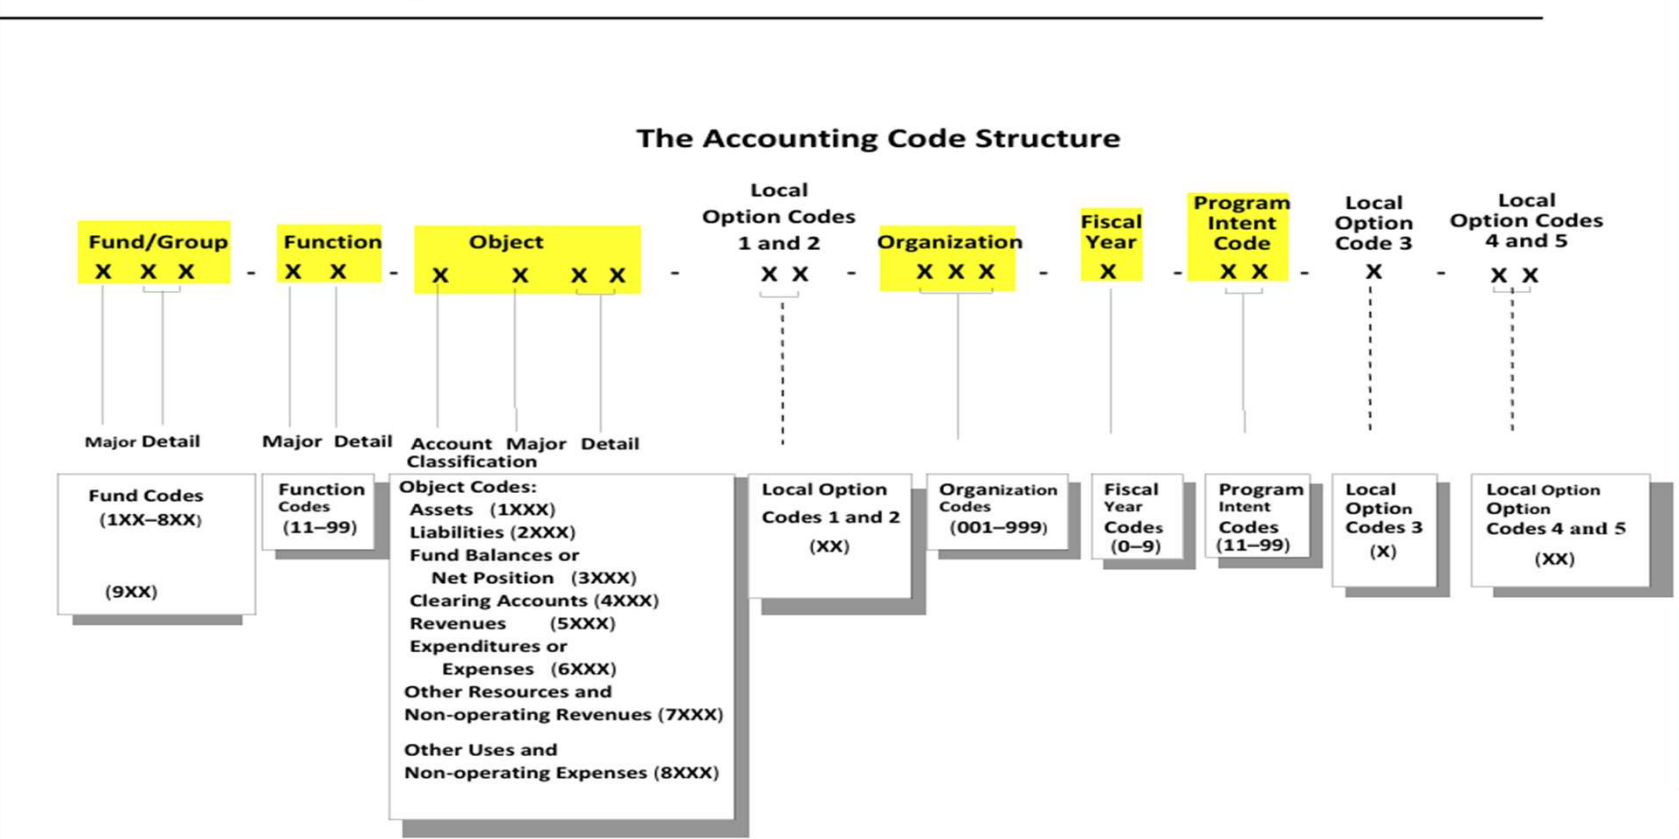 The Accounting Code Structure
Fund/Group
X X X
-
Function
X X
-
Object
X X X X
-
Local
Option Codes
1 and 2
X X
-
Organization
X X X
-
Fiscal
Year
X
-
Program
Intent
Code
X X
-
Local
Option
Code 3
X
-
Local
Option Codes
4 and 5
X X
Major Detail
Major Detail
Account Major Detail
Classification
Fund Codes
(1XX–8XX)
(9XX)
Function
Codes
(11–99)
Object Codes:
Assets (1XXX)
Liabilities (2XXX)
Fund Balances or
Net Position (3XXX)
Clearing Accounts (4XXX)
Revenues (5XXX)
Expenditures or
Expenses (6XXX)
Other Resources and
Non-operating Revenues (7XXX)
Other Uses and
Non-operating Expenses (8XXX)
Local Option
Codes 1 and 2
(XX)
Organization
Codes
(001–999)
Fiscal
Year
Codes
(0–9)
Program
Intent
Codes
(11–99)
Local
Option
Codes 3
(X)
Local Option
Option
Codes 4 and 5
(XX)